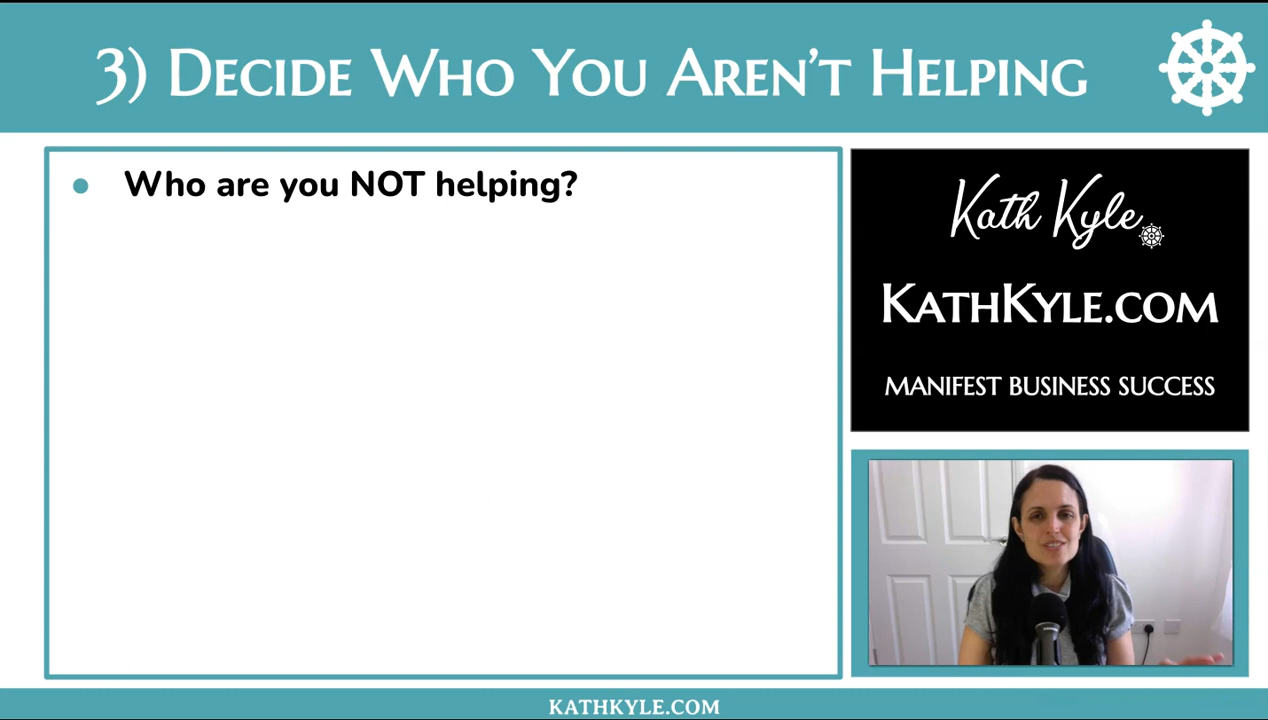 3) Decide Who You Aren't Helping
Who are you NOT helping?
Kath Kyle
KathKyle.com
MANIFEST BUSINESS SUCCESS
KATHKYLE.COM